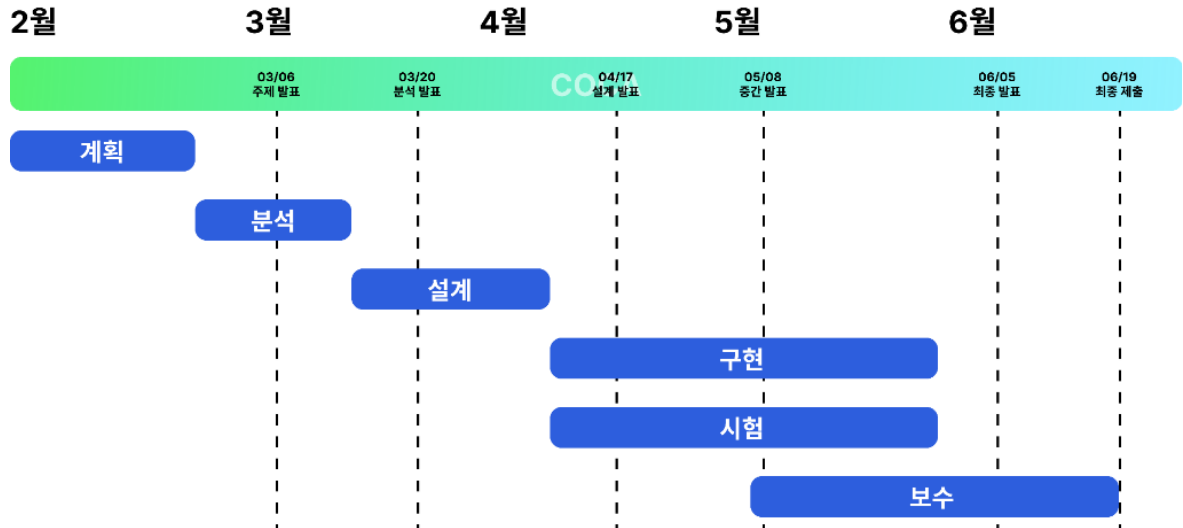 2월 3월 4월 5월 6월
03/06 03/20 04/17 05/08 06/05 06/19
주제 발표 분석 발표 설계 발표 중간 발표 최종 발표 최종 제출
계획
분석
설계
구현
시험
보수